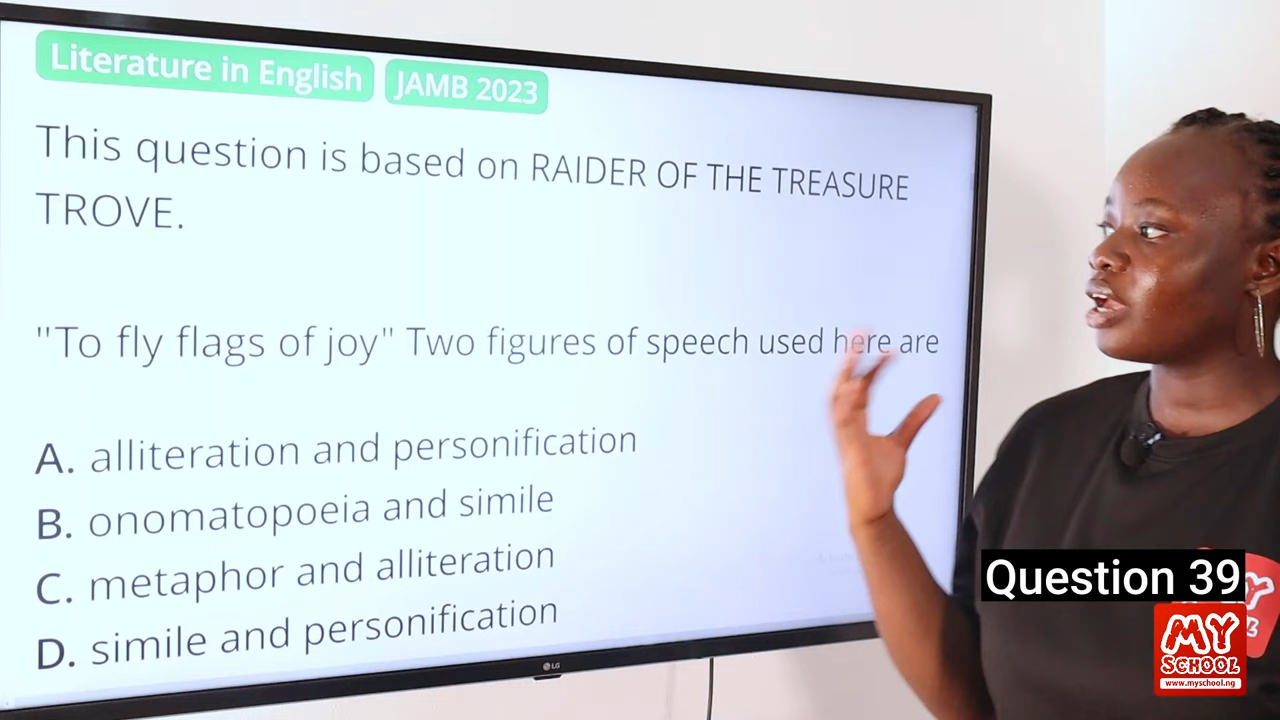 Literature in English JAMB 2023
This question is based on RAIDER OF THE TREASURE
TROVE.
"To fly flags of joy" Two figures of speech used here are
A. alliteration and personification
B. onomatopoeia and simile
C. metaphor and alliteration
D. simile and personification
LG
Question 39
MY
SCHOOL
www.myschool.ng